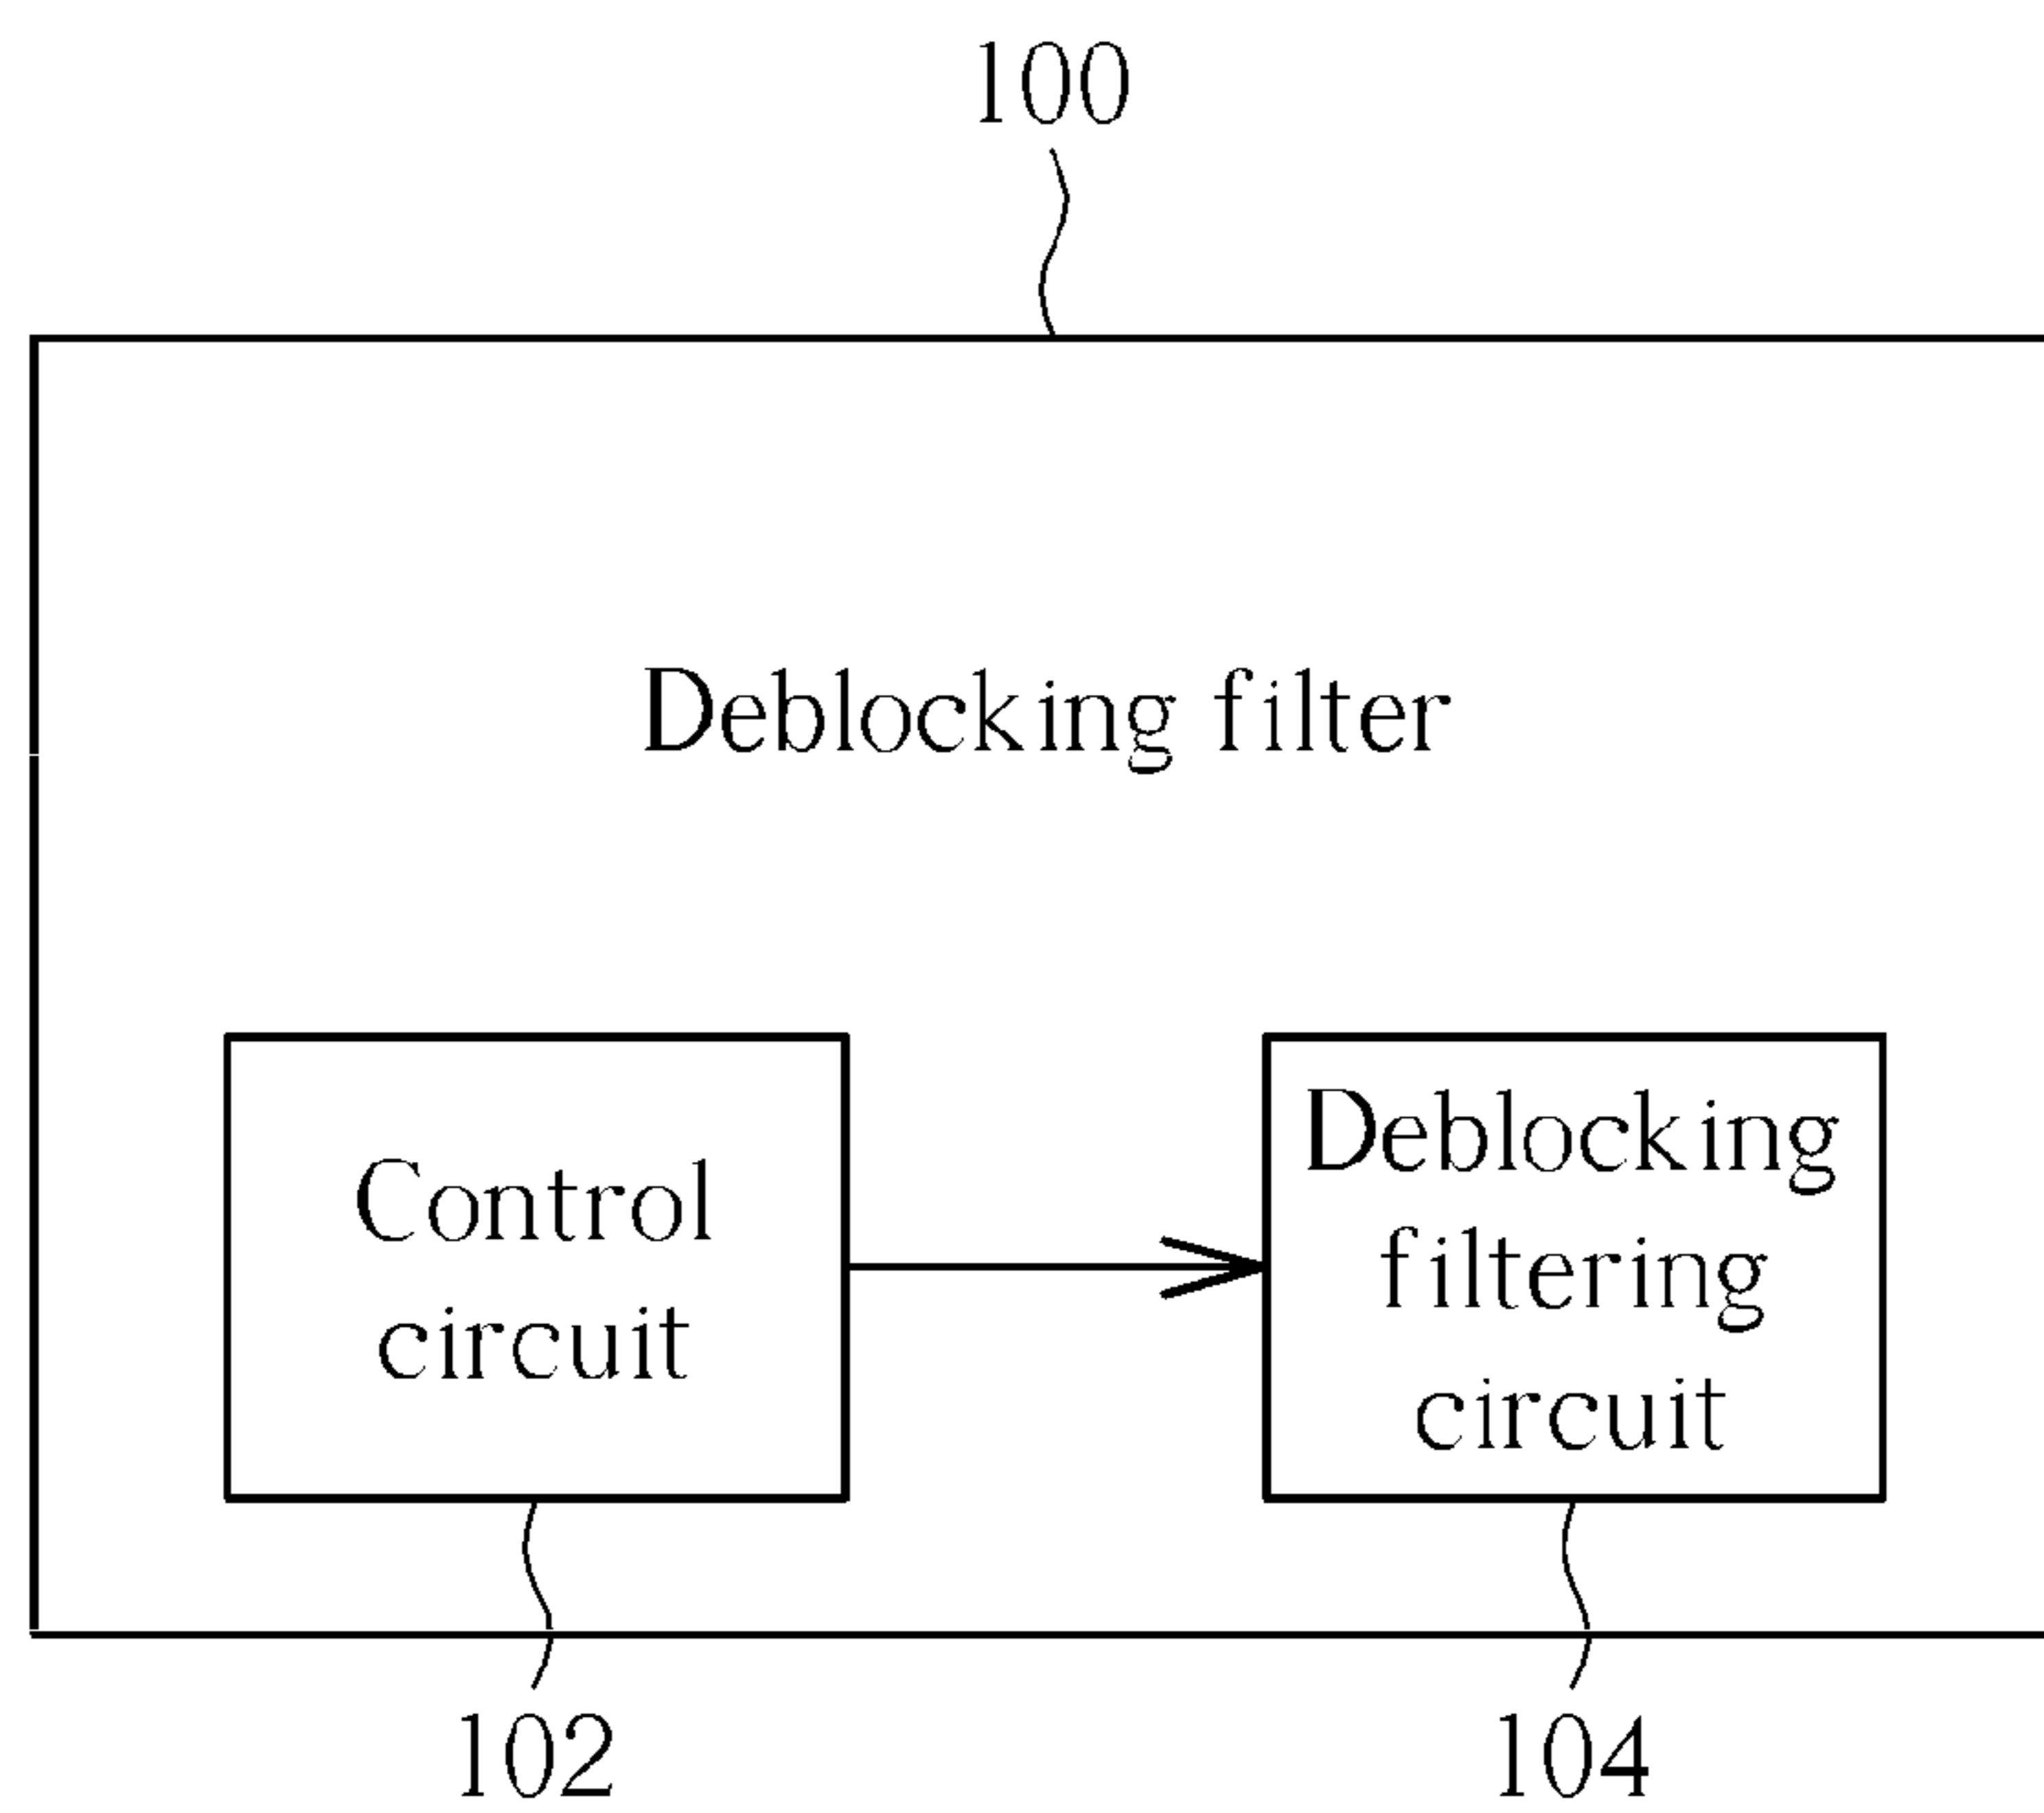 100
Deblocking filter
Control
circuit
Deblocking
filtering
circuit
102
104